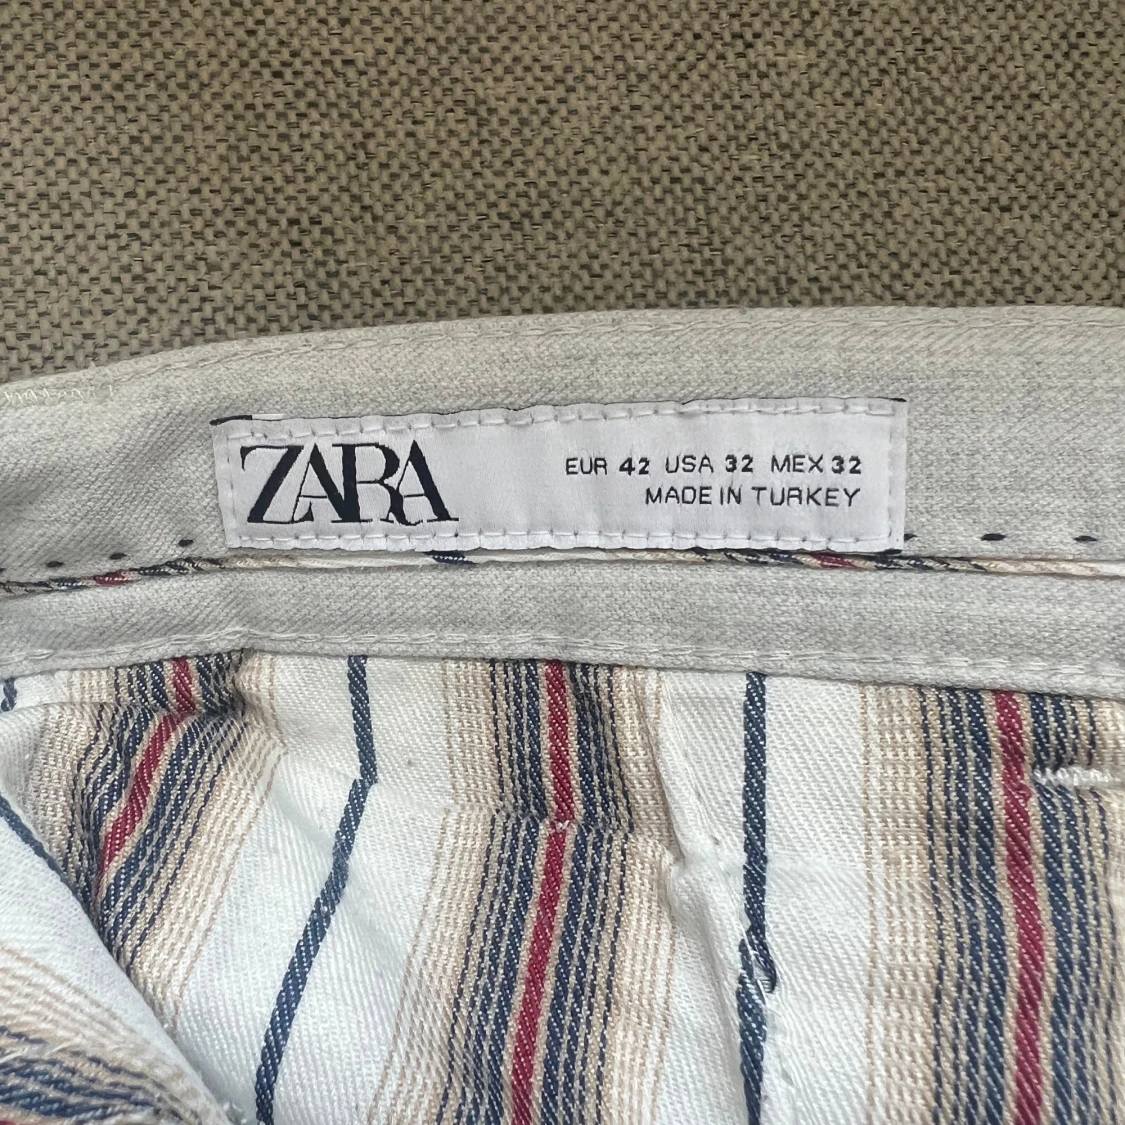 ZARA
EUR 42 USA 32 MEX 32
MADE IN TURKEY